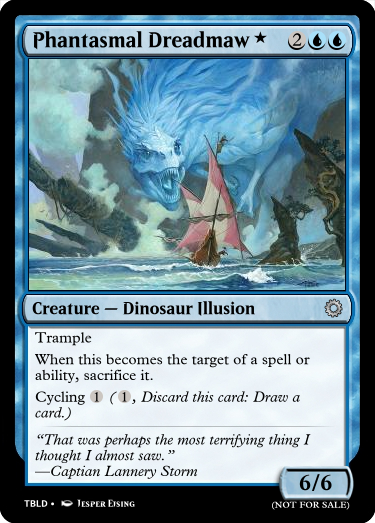 Phantasmal Dreadmaw ★ 2
Creature — Dinosaur Illusion
Trample
When this becomes the target of a spell or
ability, sacrifice it.
Cycling 1 (1, Discard this card: Draw a
card.)
“That was perhaps the most terrifying thing I
thought I almost saw.”
—Captian Lannery Storm
6/6
TBLD • Jesper Eising
(NOT FOR SALE)